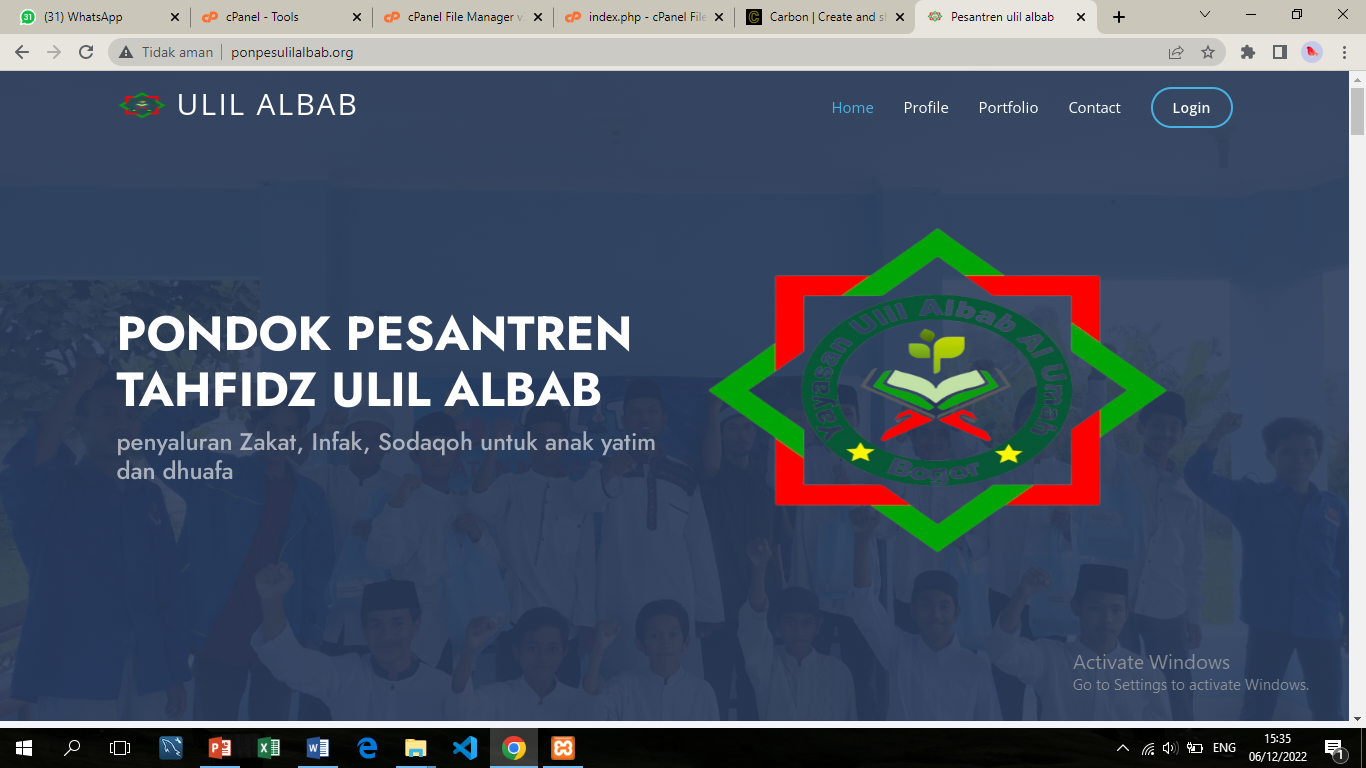 (31) WhatsApp
cPanel - Tools
cPanel File Manager v
index.php - cPanel File
Carbon | Create and sh
Pesantren ulil albab
Tidak aman
ponpesulilalbab.org
ULIL ALBAB
Home
Profile
Portfolio
Contact
Login
PONDOK PESANTREN
TAHFIDZ ULIL ALBAB
penyaluran Zakat, Infak, Sodaqoh untuk anak yatim
dan dhuafa
Yayasan Ulil Albab Al Umah
Bogor
Activate Windows
Go to Settings to activate Windows.
ENG
15:35
06/12/2022
1